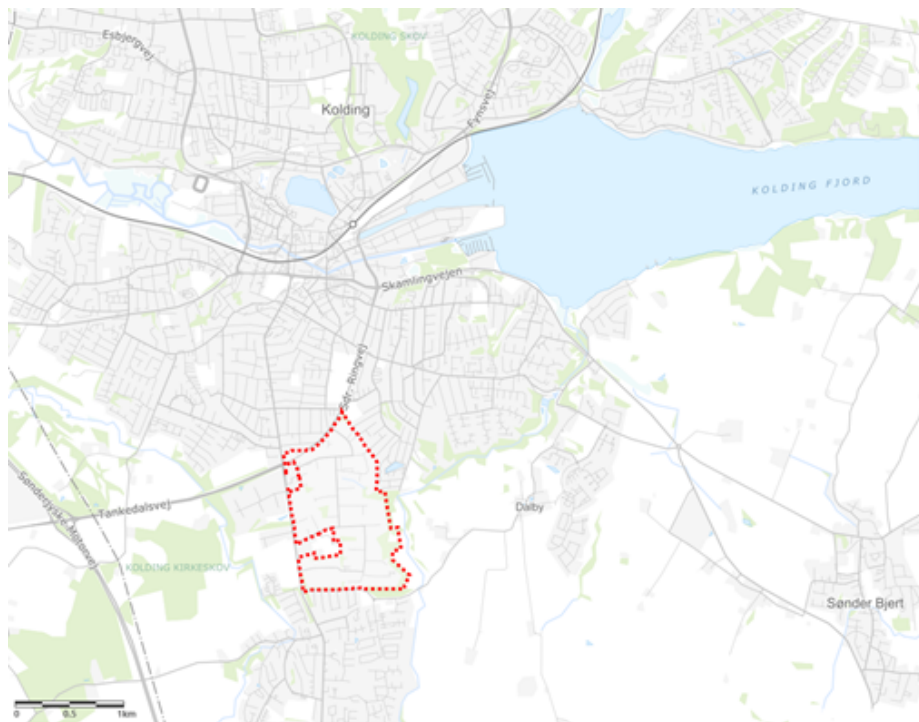 Esbjergvej
KOLDING SKOV
Kolding
Fynsvej
KOLDING FJORD
Skamlingvejen
Sdr. Ringvej
Tankedalsvej
Sønderjyske Motorvej
Dalby
KOLDING KIRKESKOV
Sønder Bjert
0 0.5 1km